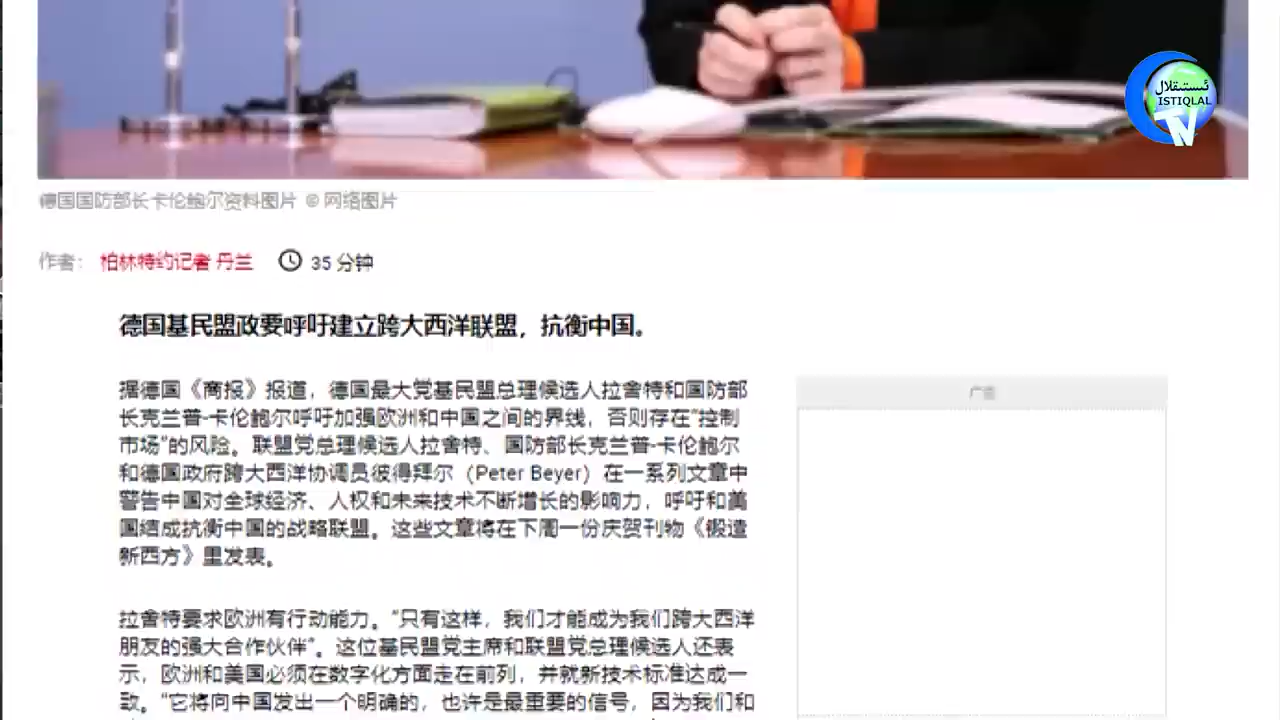 ئىستىقلال
ISTIQLAL
TV
德国国防部长卡伦鲍尔资料图片 © 网络图片
作者： 柏林特约记者 丹兰 35 分钟
德国基民盟政要呼吁建立跨大西洋联盟，抗衡中国。
据德国《商报》报道，德国最大党基民盟总理候选人拉舍特和国防部
长克兰普-卡伦鲍尔呼吁加强欧洲和中国之间的界线，否则存在“控制
市场”的风险。联盟党总理候选人拉舍特、国防部长克兰普-卡伦鲍尔
和德国政府跨大西洋协调员彼得拜尔（Peter Beyer）在一系列文章中
警告中国对全球经济、人权和未来技术不断增长的影响力，呼吁和美
国结成抗衡中国的战略联盟。这些文章将在下周一份庆贺刊物《锻造
新西方》里发表。
广告
拉舍特要求欧洲有行动能力。“只有这样，我们才能成为我们跨大西洋
朋友的强大合作伙伴”。这位基民盟党主席和联盟党总理候选人还表
示，欧洲和美国必须在数字化方面走在前列，并就新技术标准达成一
致。“它将向中国发出一个明确的，也许是最重要的信号，因为我们和